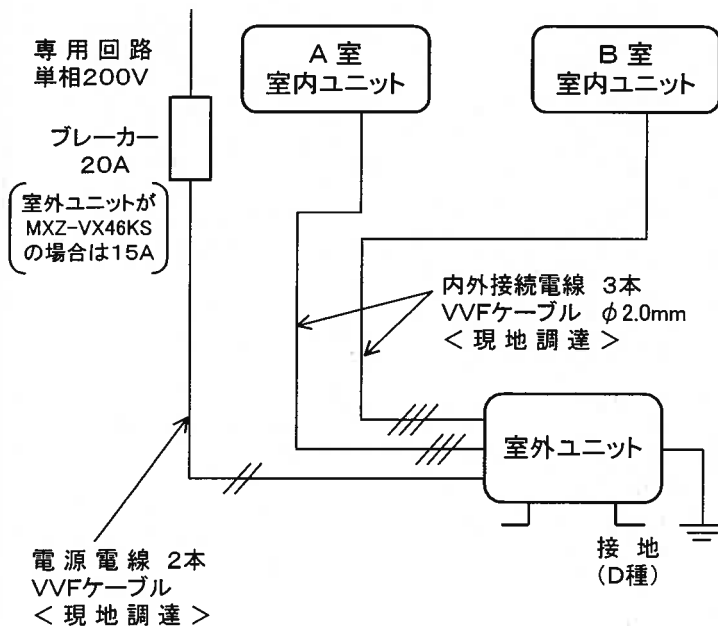 専用回路
単相200V
ブレーカー
20A
室外ユニットが
MXZ-VX46KS
の場合は15A
A室
室内ユニット
B室
室内ユニット
内外接続電線 3本
VVFケーブル φ2.0mm
<現地調達>
室外ユニット
接地
(D種)
電源電線 2本
VVFケーブル
<現地調達>